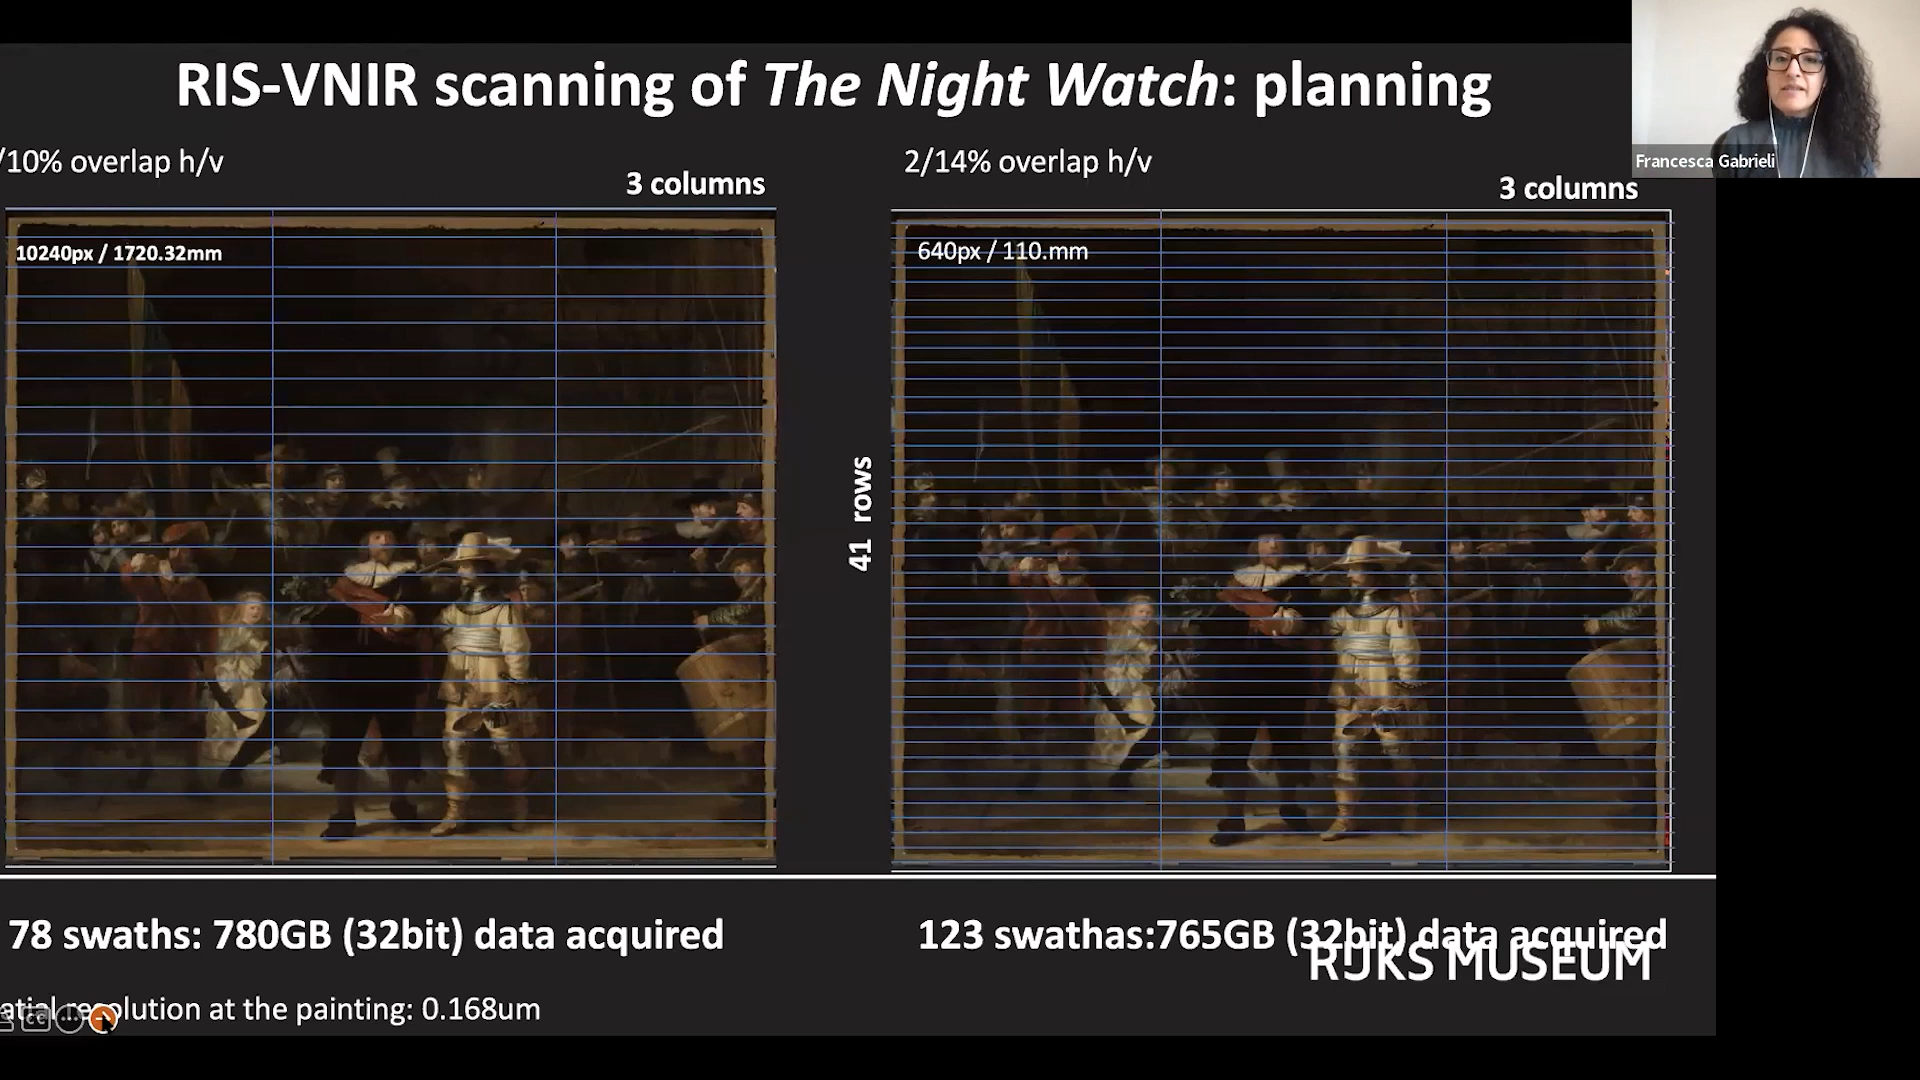 RIS-VNIR scanning of The Night Watch: planning
Francesca Gabrieli
/10% overlap h/v
3 columns
10240px / 1720.32mm
78 swaths: 780GB (32bit) data acquired
resolution at the painting: 0.168um
2/14% overlap h/v
3 columns
640px / 110.mm
41 rows
123 swathas:765GB (32bit) data acquired
RIJKS MUSEUM
CC